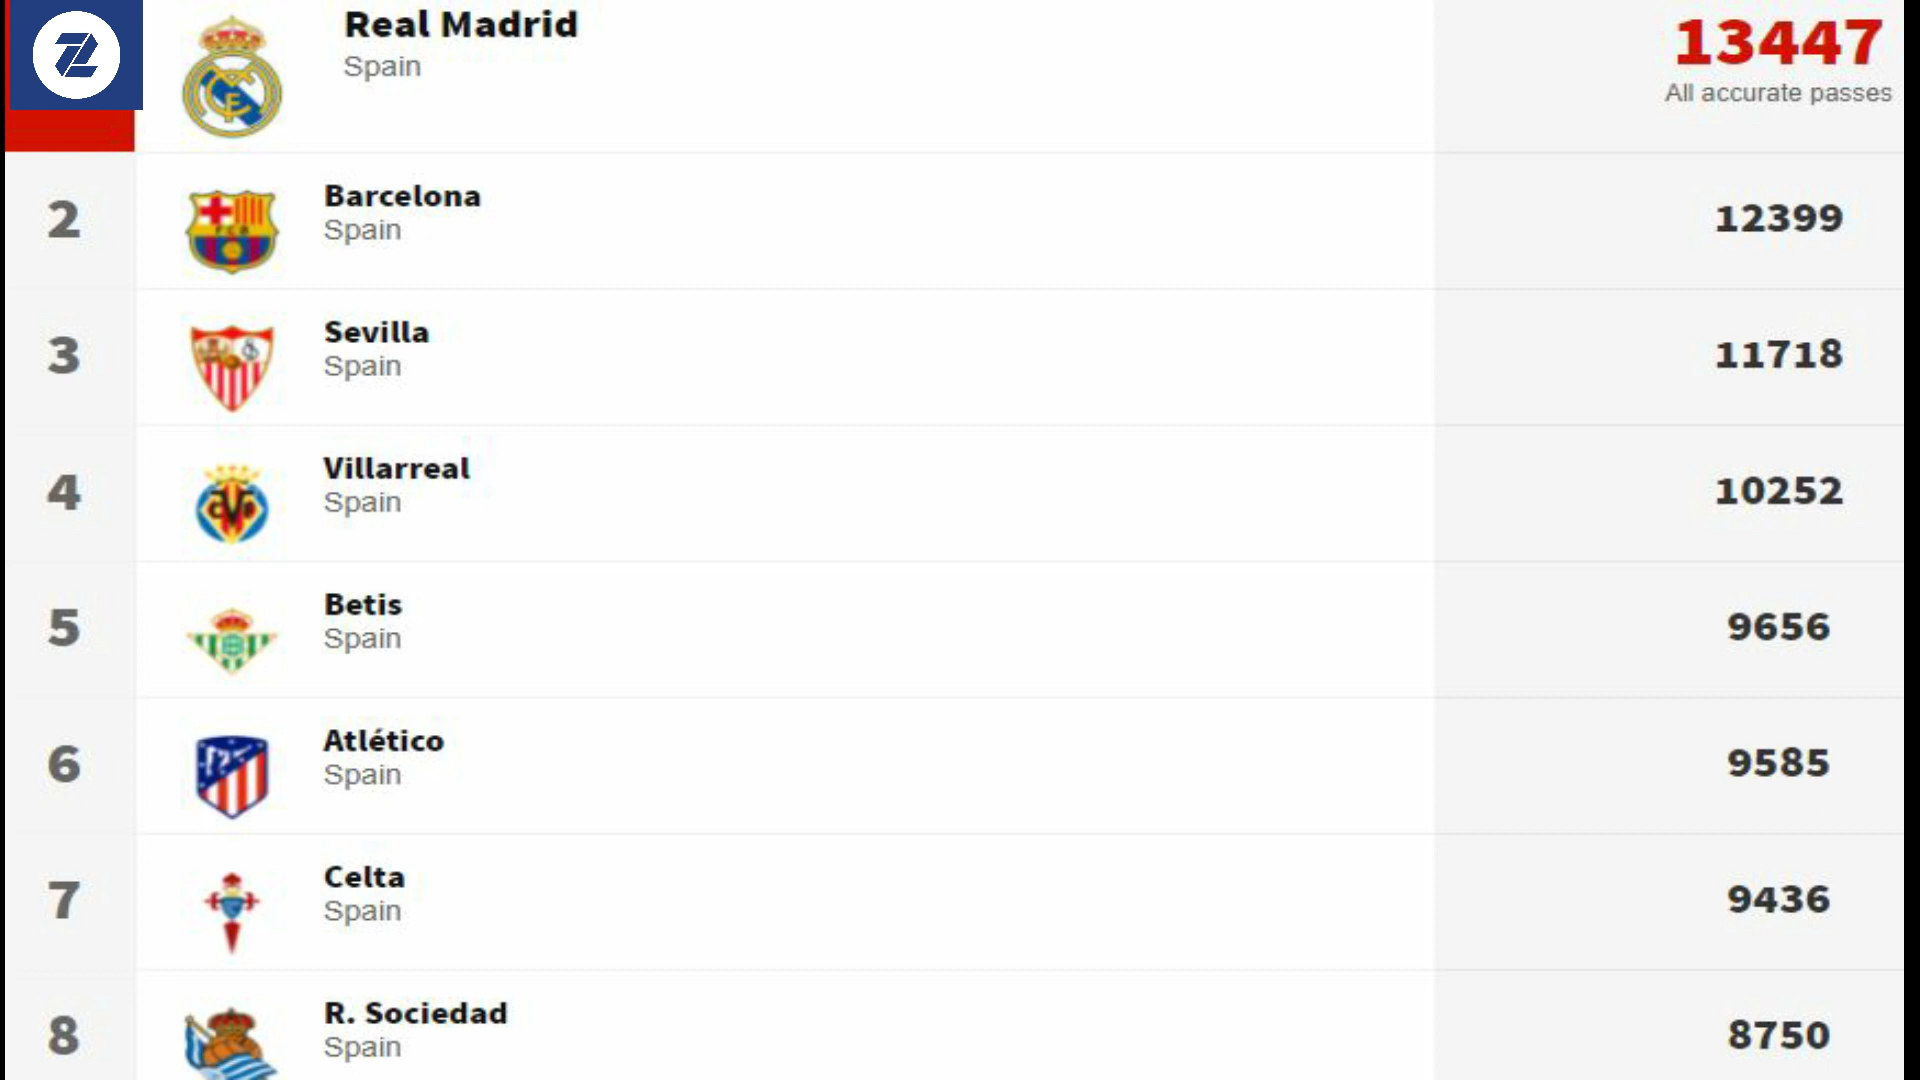 Real Madrid
Spain
13447
All accurate passes
2
Barcelona
Spain
12399
3
Sevilla
Spain
11718
4
Villarreal
Spain
10252
5
Betis
Spain
9656
6
Atlético
Spain
9585
7
Celta
Spain
9436
8
R. Sociedad
Spain
8750